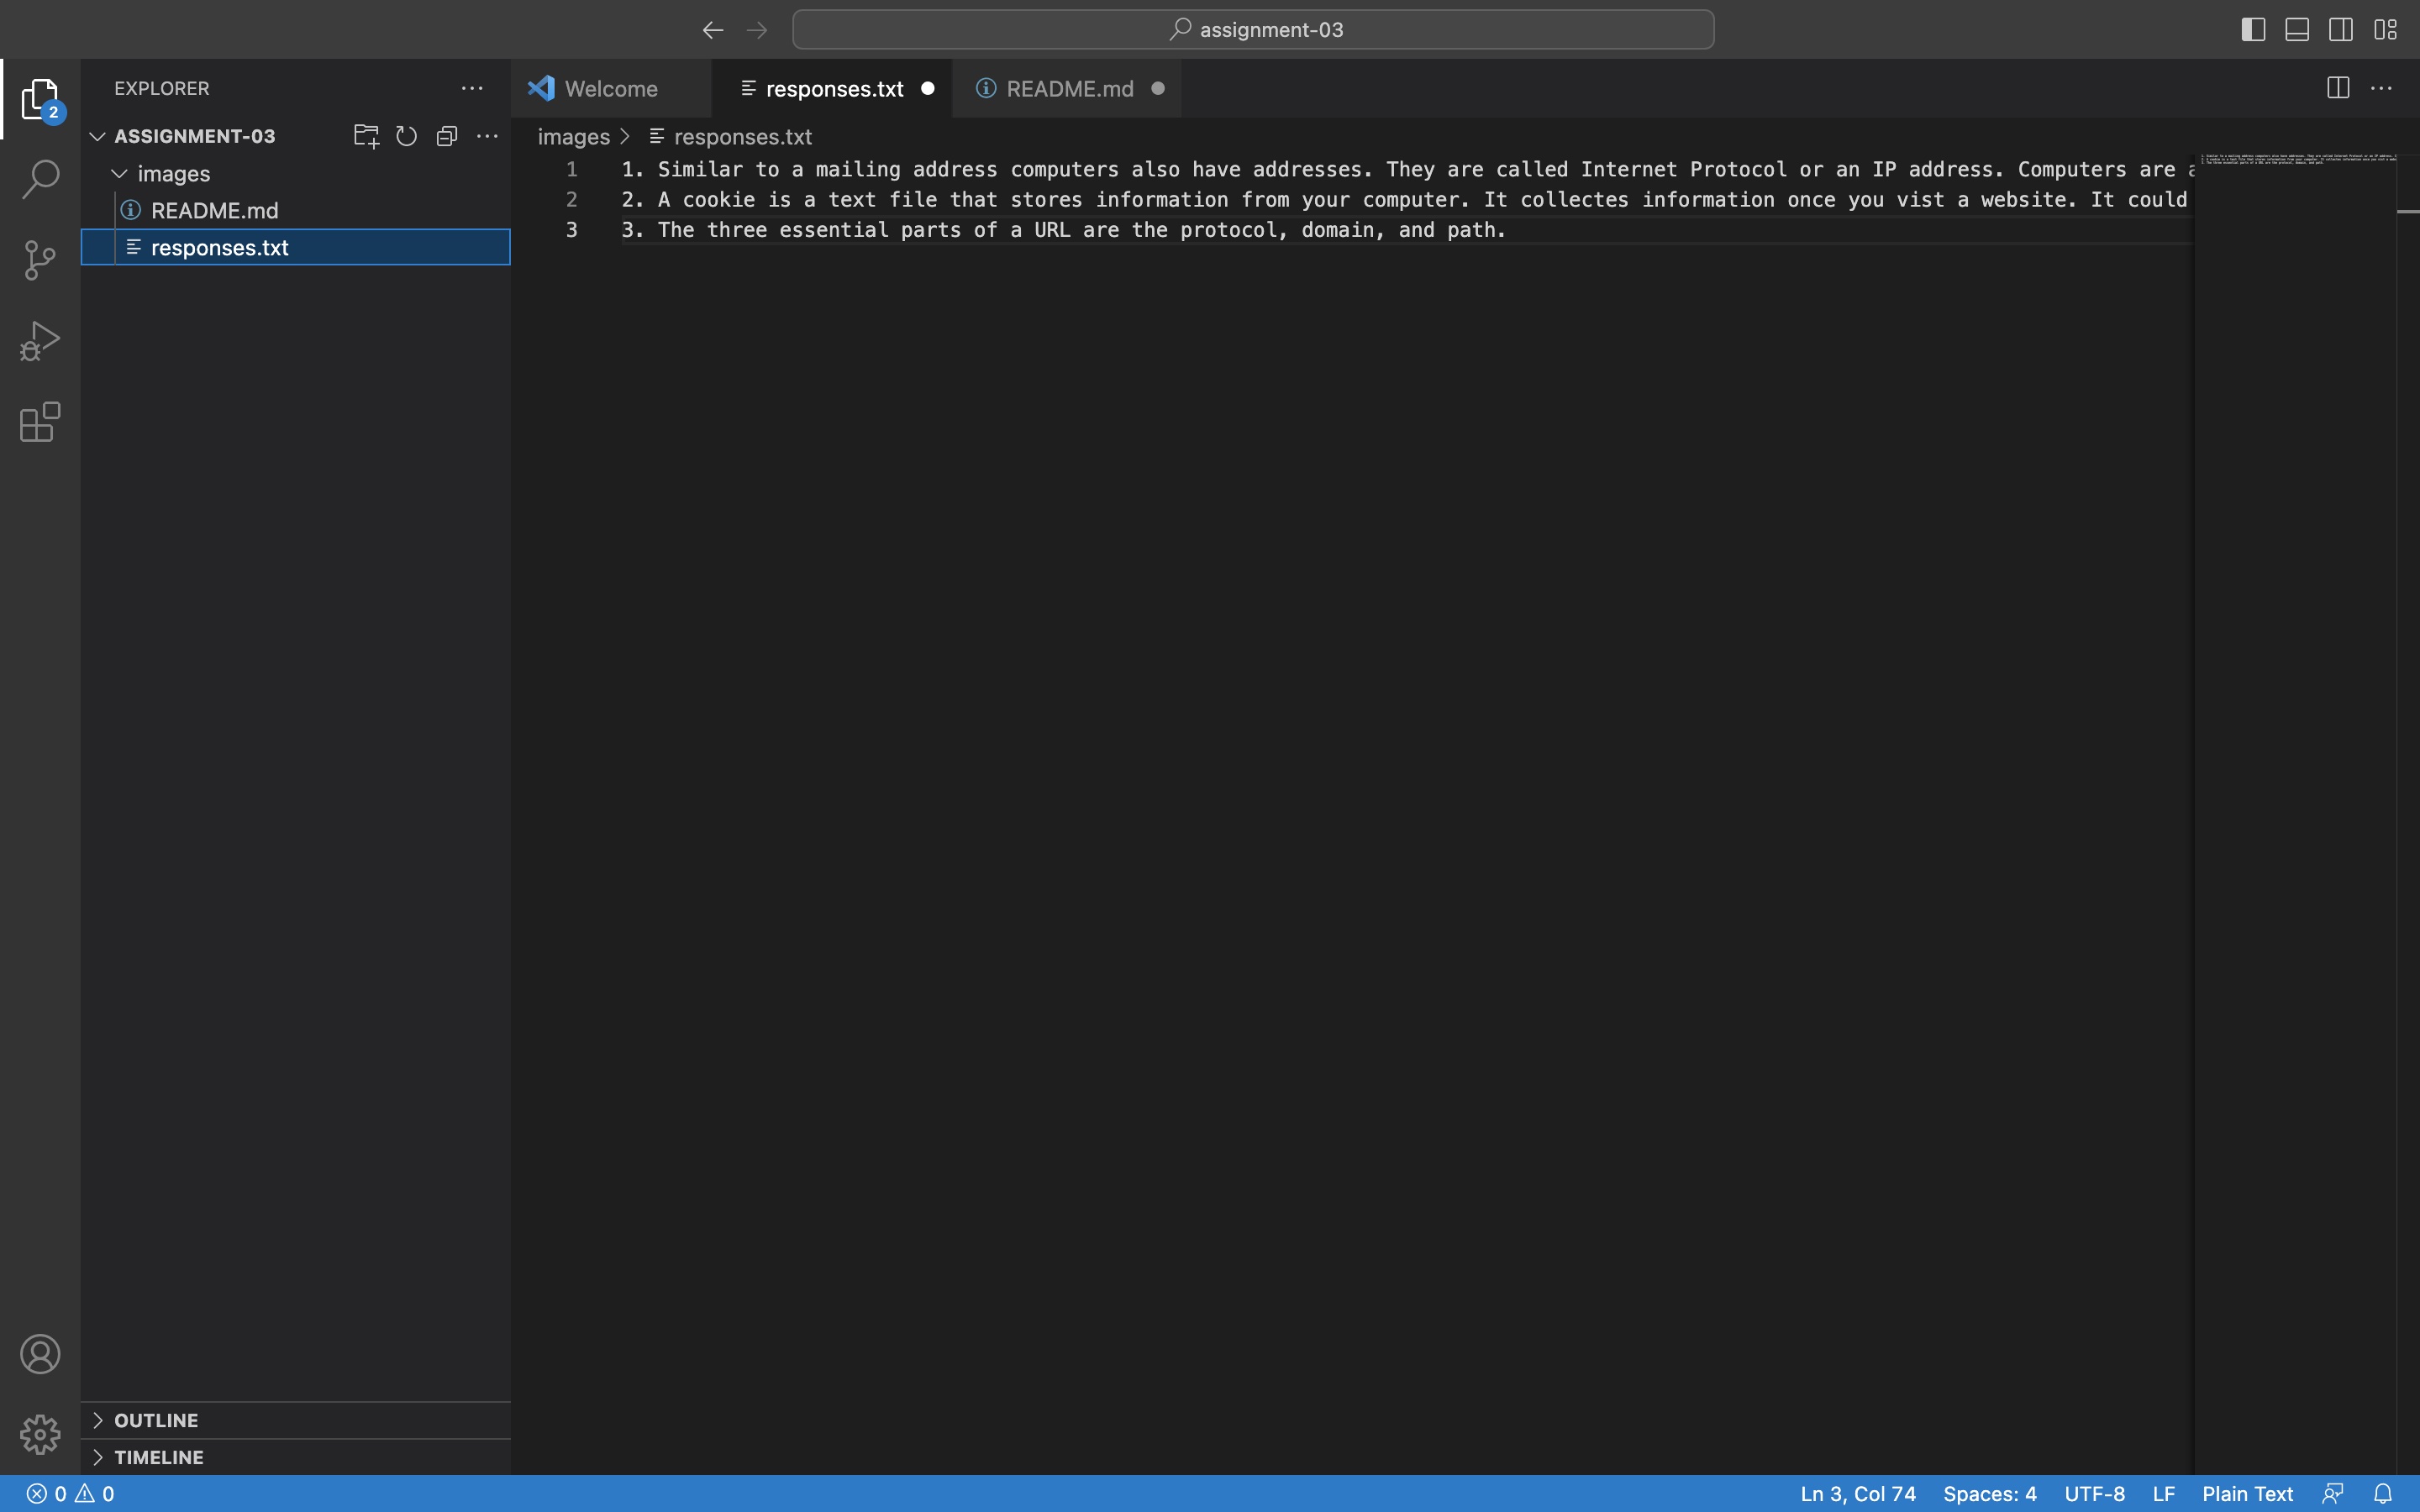 assignment-03
EXPLORER
Welcome
responses.txt
README.md
2
ASSIGNMENT-03
images
README.md
responses.txt
images
responses.txt
1 1. Similar to a mailing address computers also have addresses. They are called Internet Protocol or an IP address. Computers are
2 2. A cookie is a text file that stores information from your computer. It collectes information once you vist a website. It could
3 3. The three essential parts of a URL are the protocol, domain, and path.
OUTLINE
TIMELINE
0 0
Ln 3, Col 74 Spaces: 4 UTF-8 LF Plain Text